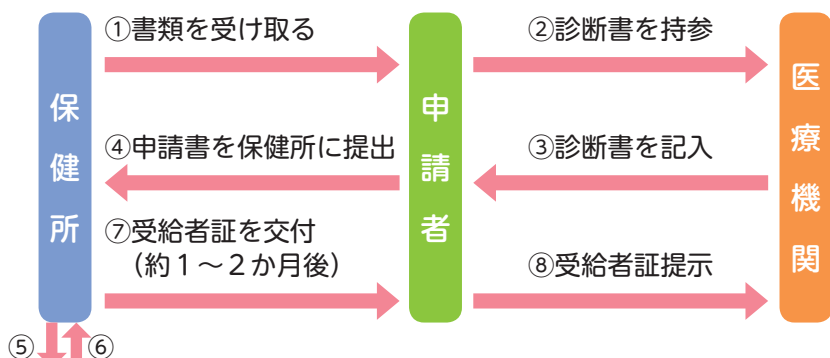 ①書類を受け取る
②診断書を持参
保健所
申請者
医療機関
④申請書を保健所に提出
③診断書を記入
⑦受給者証を交付
（約１～２か月後）
⑧受給者証提示
⑤
⑥